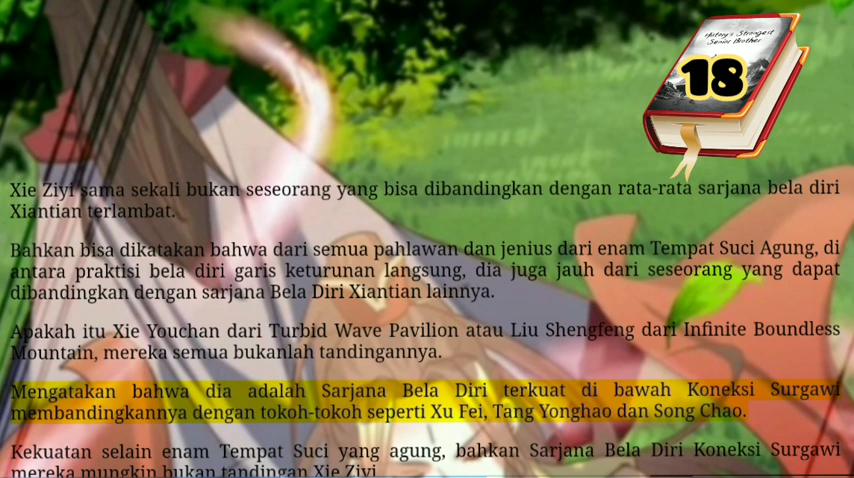 History's Strongest
Senior Brother
18
Xie Ziyi sama sekali bukan seseorang yang bisa dibandingkan dengan rata-rata sarjana bela diri
Xiantian terlambat.
Bahkan bisa dikatakan bahwa dari semua pahlawan dan jenius dari enam Tempat Suci Agung, di
antara praktisi bela diri garis keturunan langsung, dia juga jauh dari seseorang yang dapat
dibandingkan dengan sarjana Bela Diri Xiantian lainnya.
Apakah itu Xie Youchan dari Turbid Wave Pavilion atau Liu Shengfeng dari Infinite Boundless
Mountain, mereka semua bukanlah tandingannya.
Mengatakan bahwa dia adalah Sarjana Bela Diri terkuat di bawah Koneksi Surgawi
membandingkannya dengan tokoh-tokoh seperti Xu Fei, Tang Yonghao dan Song Chao.
Kekuatan selain enam Tempat Suci yang agung, bahkan Sarjana Bela Diri Koneksi Surgawi
mereka mungkin bukan tandingan Xie Ziyi